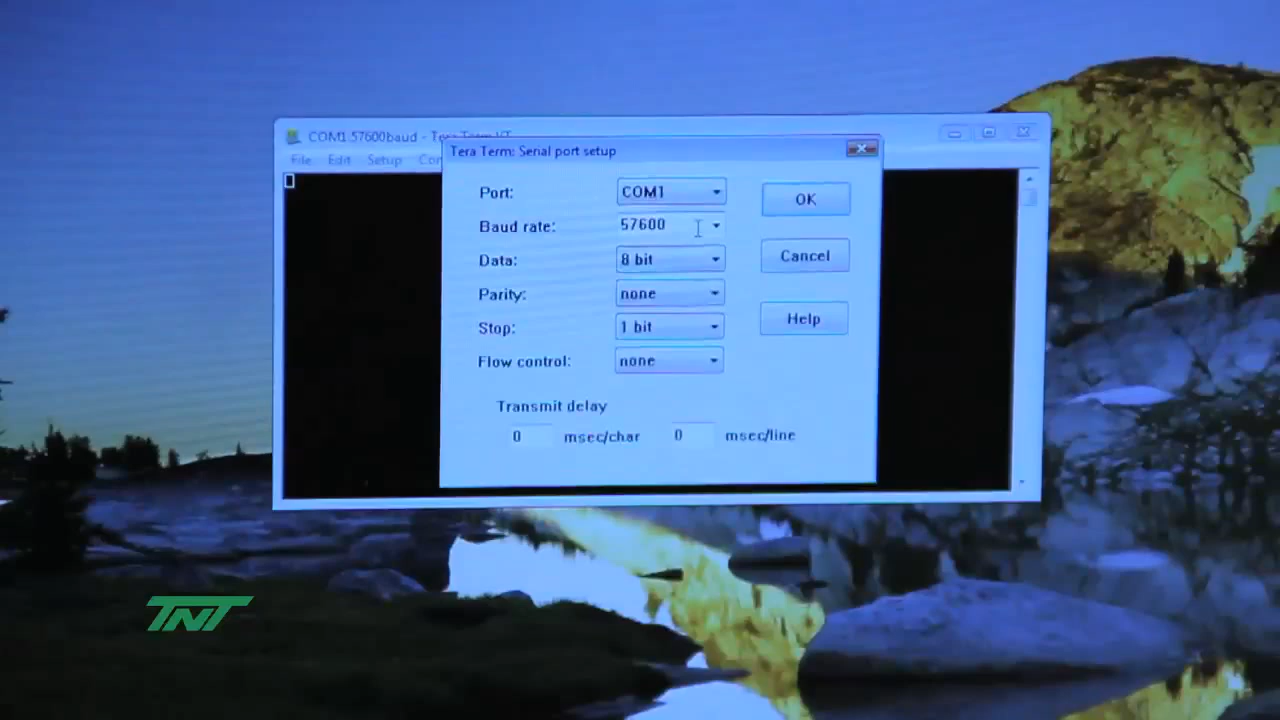 COM1:57600baud - Tera Term VT
File Edit Setup
Tera Term: Serial port setup
Port: COM1 OK
Baud rate: 57600
Data: 8 bit Cancel
Parity: none
Stop: 1 bit Help
Flow control: none
Transmit delay
0 msec/char 0 msec/line
TNT